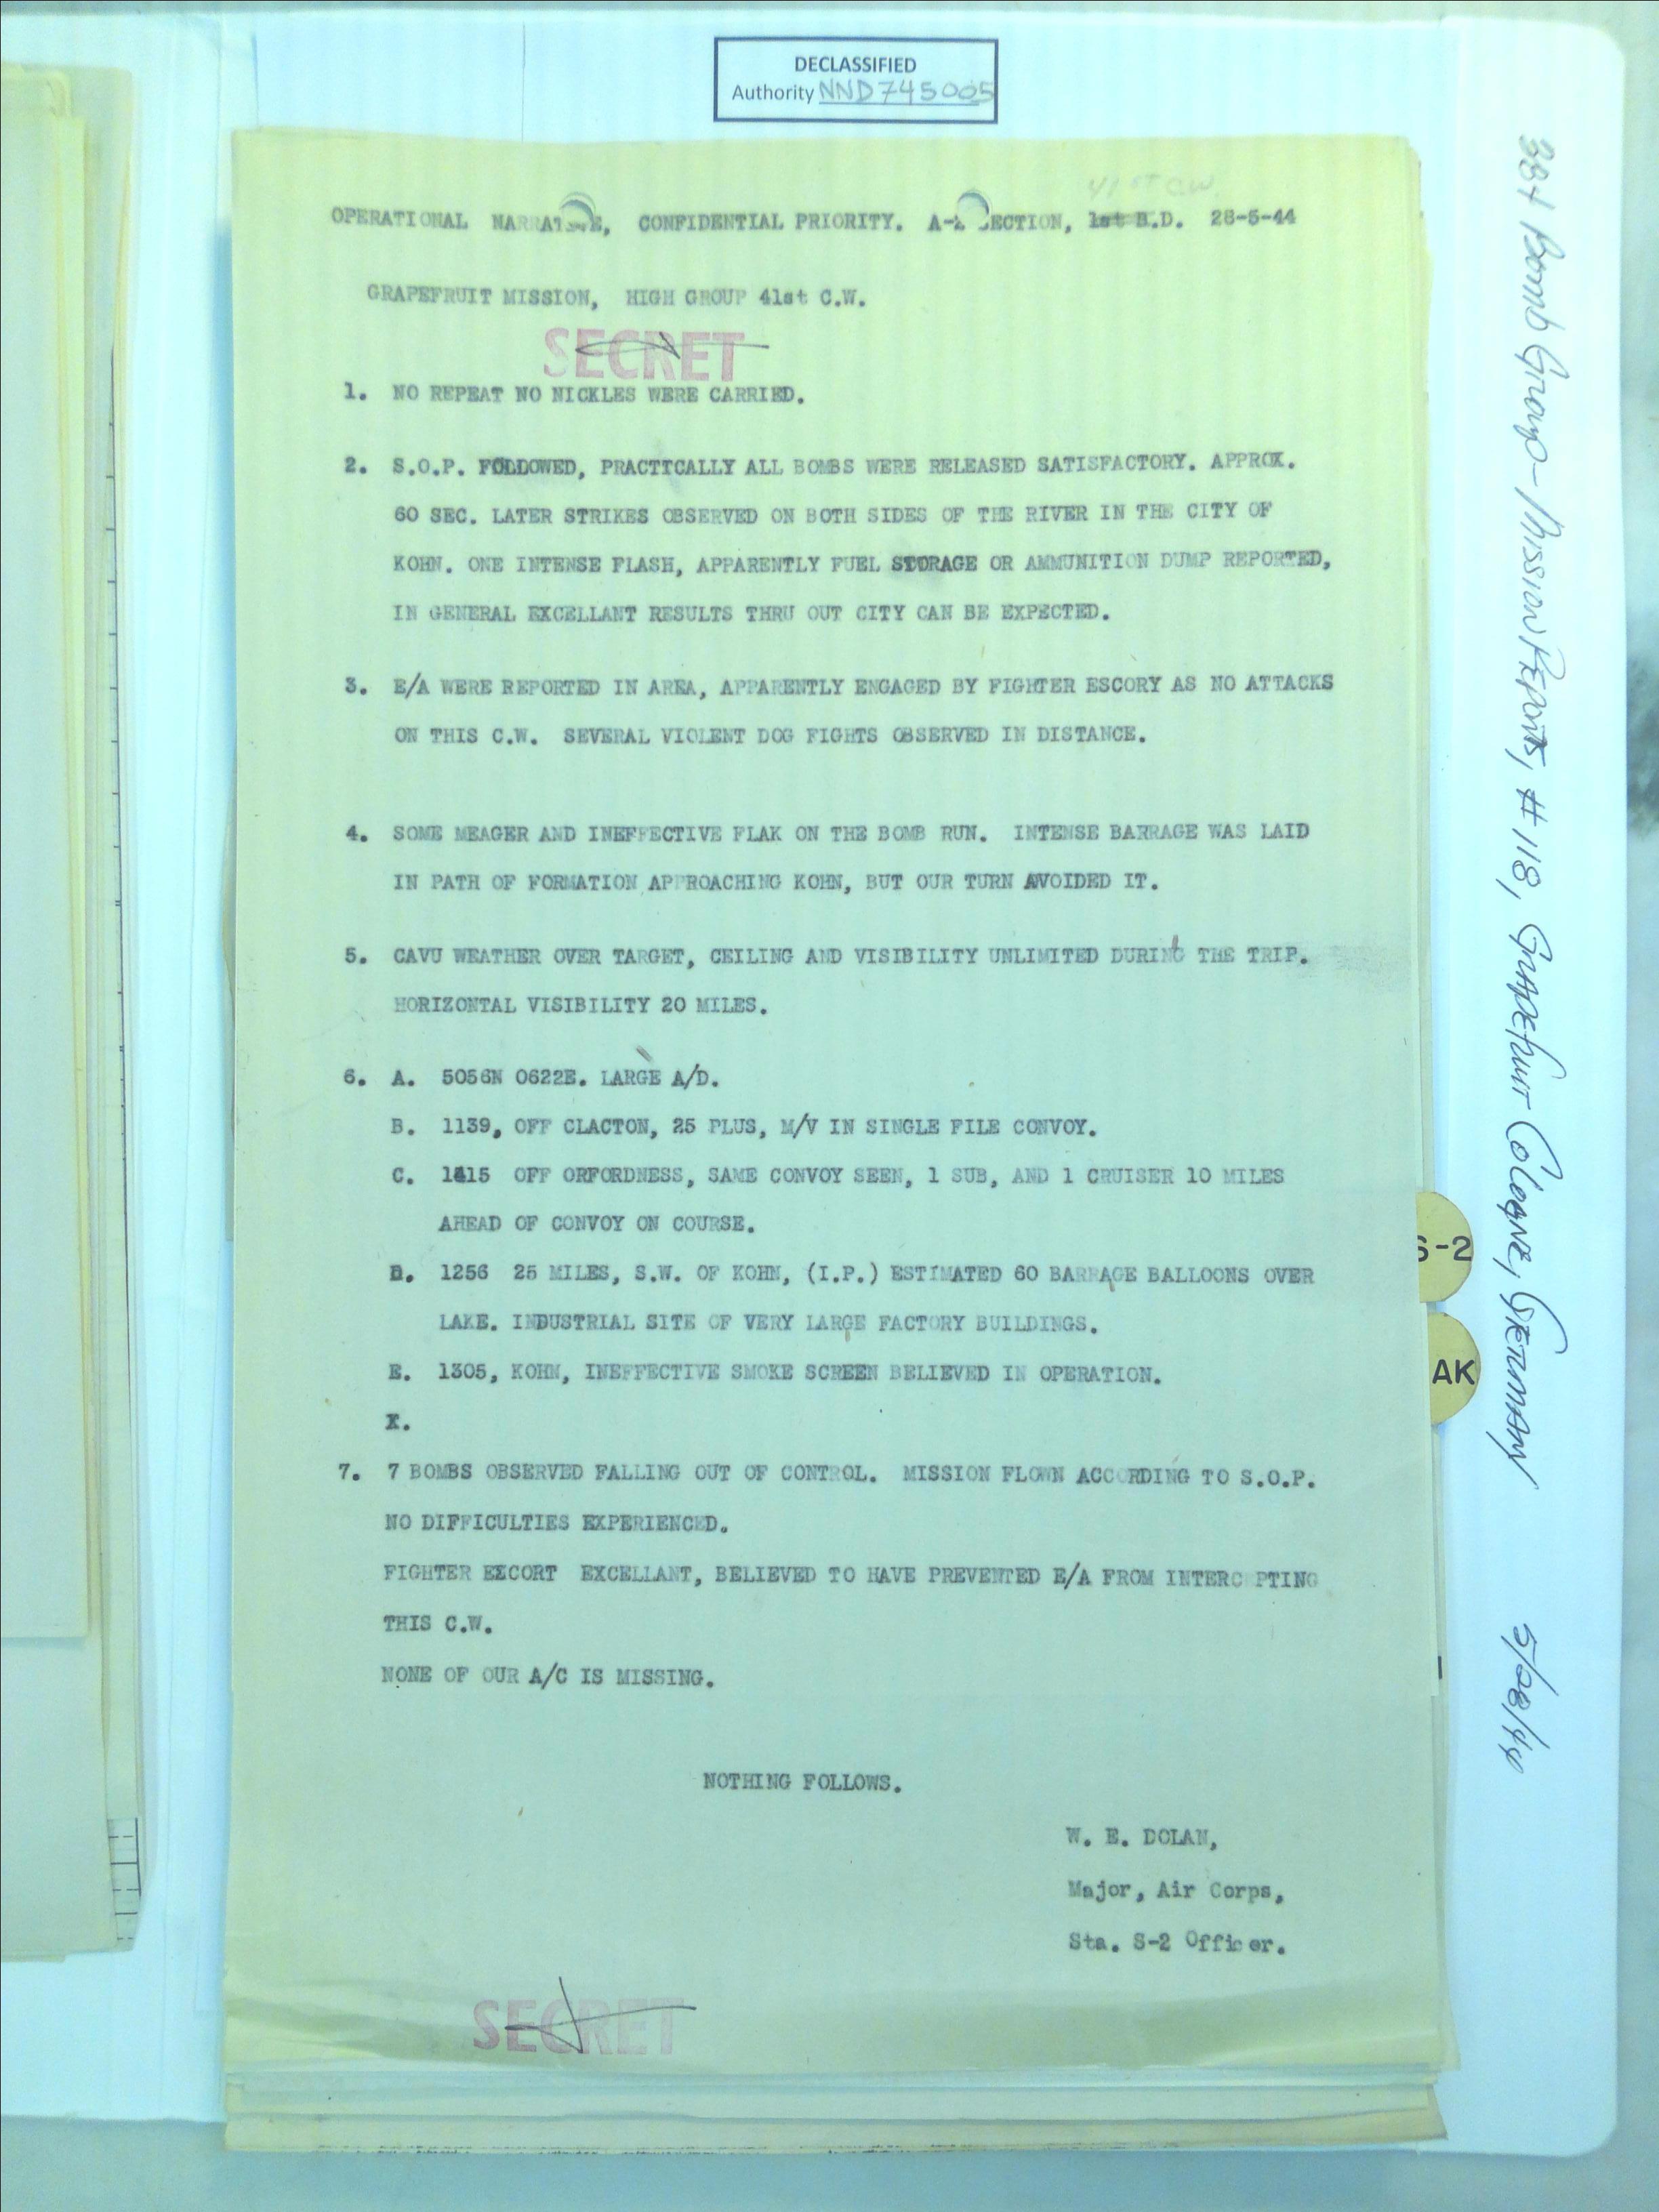 DECLASSIFIED
Authority NND745005
41ST CW
OPERATIONAL NARRATIVE, CONFIDENTIAL PRIORITY. A-2 SECTION, 1st B.D. 28-5-44
GRAPEFRUIT MISSION, HIGH GROUP 41st C.W.
SECRET
1. NO REPEAT NO NICKLES WERE CARRIED.
2. S.O.P. FOLLOWED, PRACTICALLY ALL BOMBS WERE RELEASED SATISFACTORY. APPROX.
60 SEC. LATER STRIKES OBSERVED ON BOTH SIDES OF THE RIVER IN THE CITY OF
KOHN. ONE INTENSE FLASH, APPARENTLY FUEL STORAGE OR AMMUNITION DUMP REPORTED,
IN GENERAL EXCELLANT RESULTS THRU OUT CITY CAN BE EXPECTED.
3. E/A WERE REPORTED IN AREA, APPARENTLY ENGAGED BY FIGHTER ESCORY AS NO ATTACKS
ON THIS C.W. SEVERAL VIOLENT DOG FIGHTS OBSERVED IN DISTANCE.
4. SOME MEAGER AND INEFFECTIVE FLAK ON THE BOMB RUN. INTENSE BARRAGE WAS LAID
IN PATH OF FORMATION APPROACHING KOHN, BUT OUR TURN AVOIDED IT.
5. CAVU WEATHER OVER TARGET, CEILING AND VISIBILITY UNLIMITED DURING THE TRIP.
HORIZONTAL VISIBILITY 20 MILES.
6. A. 5056N 0622E. LARGE A/D.
B. 1139, OFF CLACTON, 25 PLUS, M/V IN SINGLE FILE CONVOY.
C. 1415 OFF ORFORDNESS, SAME CONVOY SEEN, 1 SUB, AND 1 CRUISER 10 MILES
AHEAD OF CONVOY ON COURSE.
D. 1256 25 MILES, S.W. OF KOHN, (I.P.) ESTIMATED 60 BARRAGE BALLOONS OVER
LAKE. INDUSTRIAL SITE OF VERY LARGE FACTORY BUILDINGS.
E. 1305, KOHN, INEFFECTIVE SMOKE SCREEN BELIEVED IN OPERATION.
7. 7 BOMBS OBSERVED FALLING OUT OF CONTROL. MISSION FLOWN ACCORDING TO S.O.P.
NO DIFFICULTIES EXPERIENCED.
FIGHTER ESCORT EXCELLANT, BELIEVED TO HAVE PREVENTED E/A FROM INTERCEPTING
THIS C.W.
NONE OF OUR A/C IS MISSING.
NOTHING FOLLOWS.
W. E. DOLAN,
Major, Air Corps,
Sta. S-2 Officer.
SECRET
S-2
AK
384 Bomb Group - Mission Reports, #118, Grapefruit Cologne, Germany 5/28/44